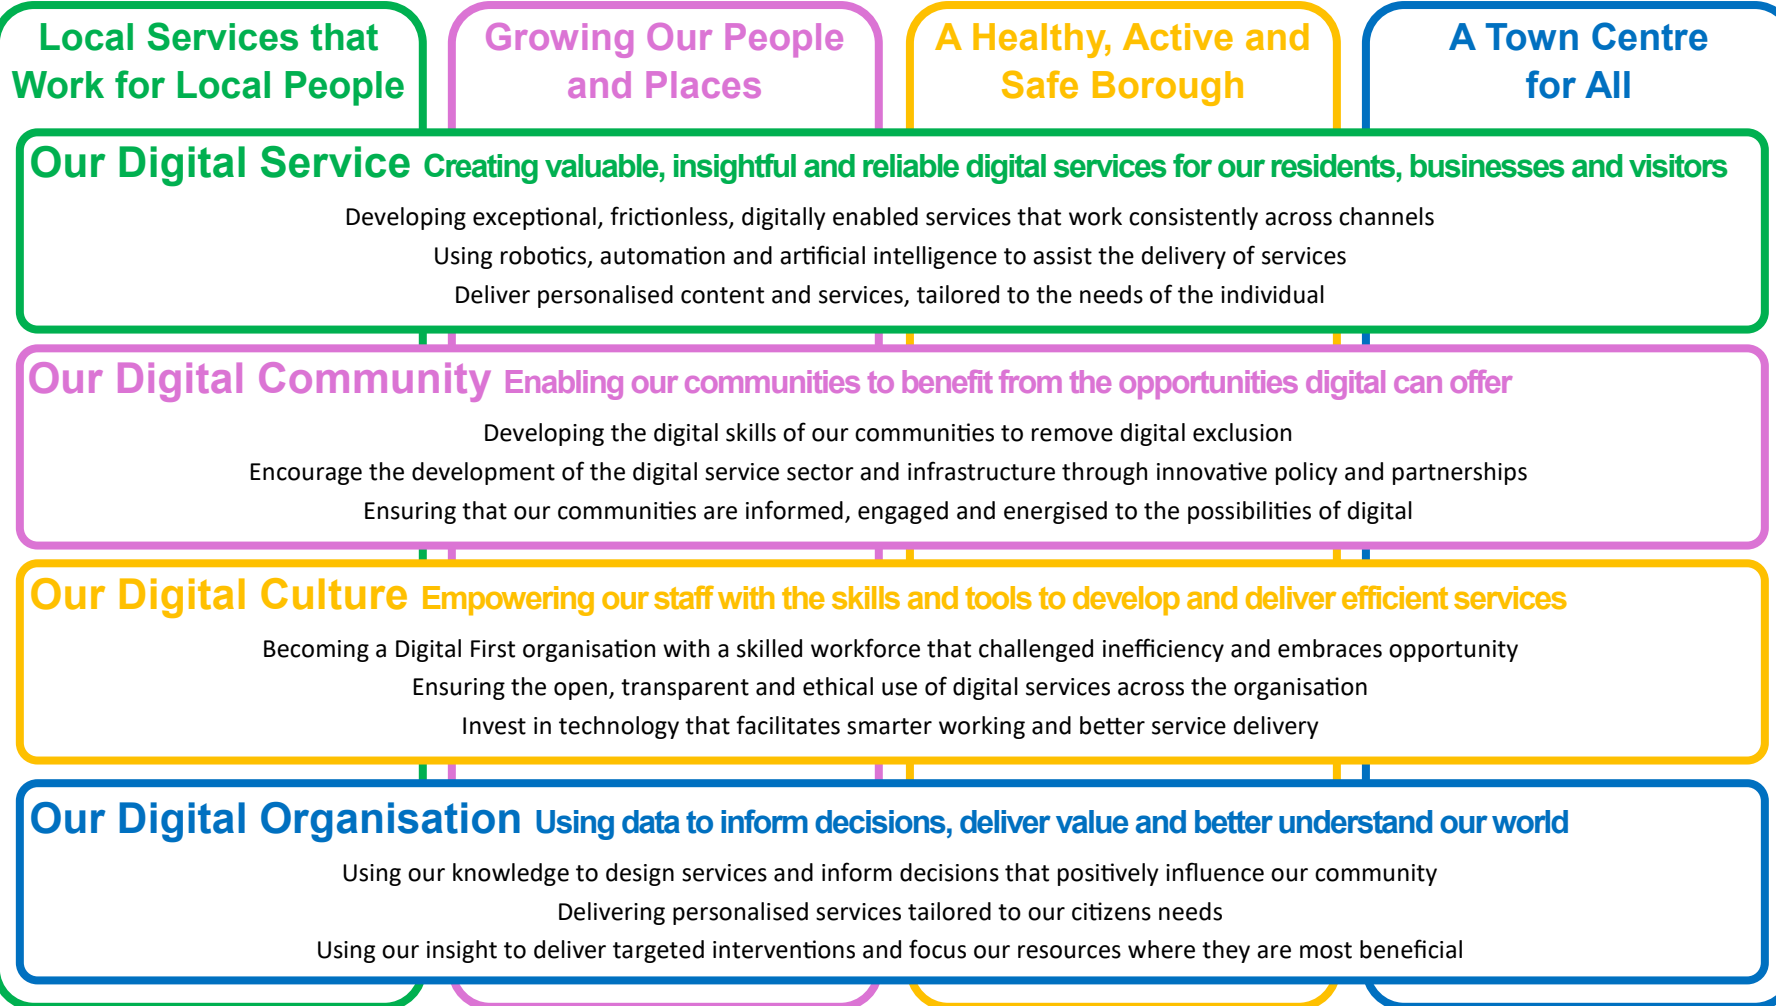 Local Services that
Work for Local People
Growing Our People
and Places
A Healthy, Active and
Safe Borough
A Town Centre
for All
Our Digital Service Creating valuable, insightful and reliable digital services for our residents, businesses and visitors
Developing exceptional, frictionless, digitally enabled services that work consistently across channels
Using robotics, automation and artificial intelligence to assist the delivery of services
Deliver personalised content and services, tailored to the needs of the individual
Our Digital Community Enabling our communities to benefit from the opportunities digital can offer
Developing the digital skills of our communities to remove digital exclusion
Encourage the development of the digital service sector and infrastructure through innovative policy and partnerships
Ensuring that our communities are informed, engaged and energised to the possibilities of digital
Our Digital Culture Empowering our staff with the skills and tools to develop and deliver efficient services
Becoming a Digital First organisation with a skilled workforce that challenged inefficiency and embraces opportunity
Ensuring the open, transparent and ethical use of digital services across the organisation
Invest in technology that facilitates smarter working and better service delivery
Our Digital Organisation Using data to inform decisions, deliver value and better understand our world
Using our knowledge to design services and inform decisions that positively influence our community
Delivering personalised services tailored to our citizens needs
Using our insight to deliver targeted interventions and focus our resources where they are most beneficial